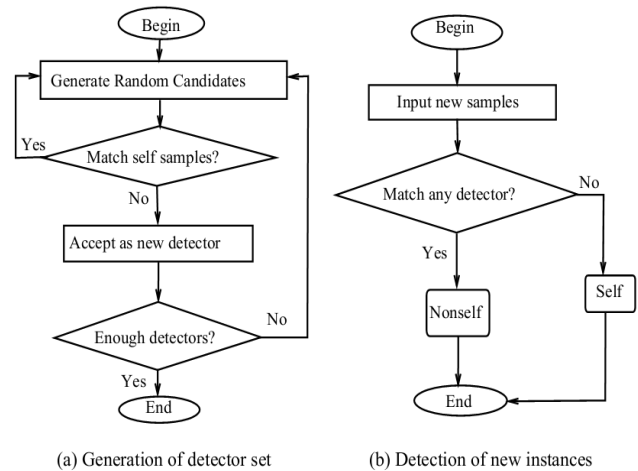 Begin
Generate Random Candidates
Yes
Match self samples?
No
Accept as new detector
Enough detectors?
No
Yes
End
(a) Generation of detector set
Begin
Input new samples
Match any detector?
No
Yes
Nonself
Self
End
(b) Detection of new instances